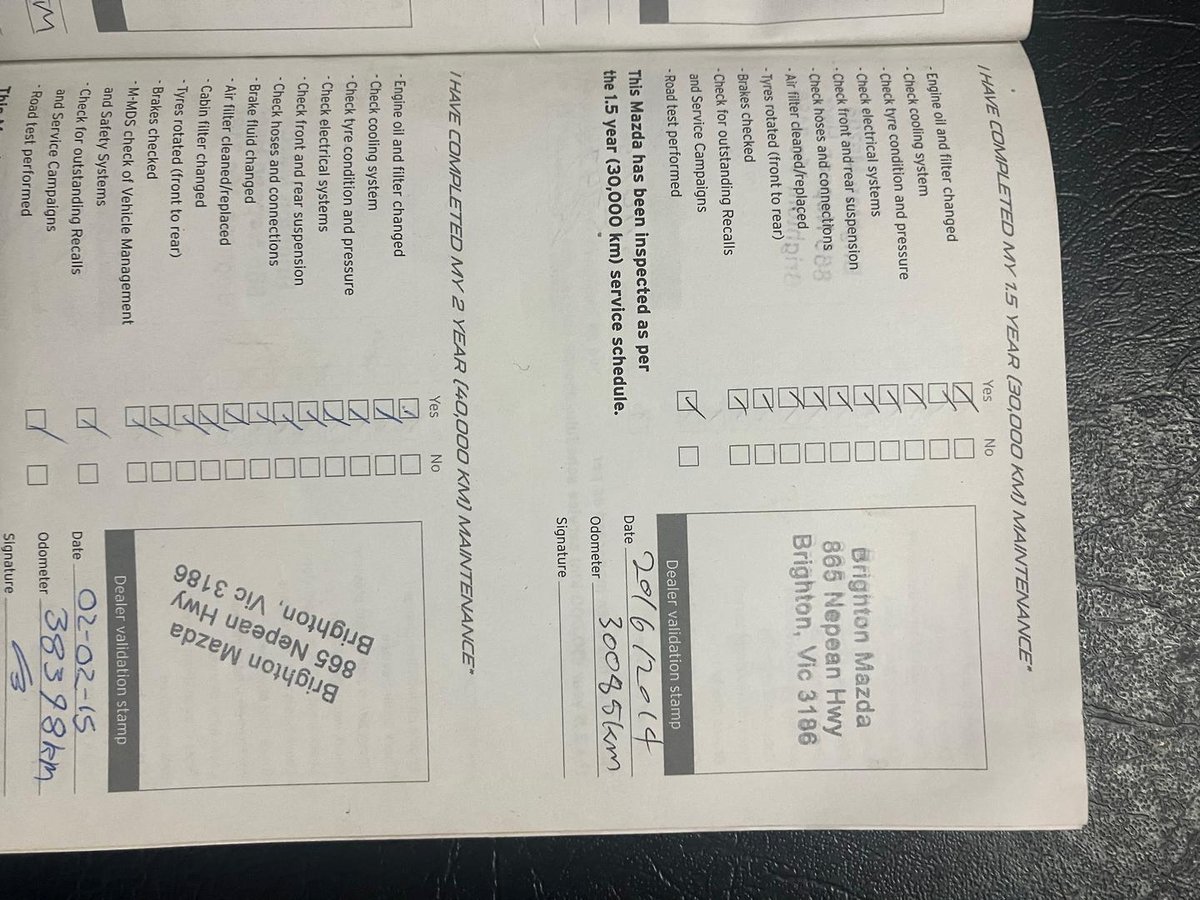 I HAVE COMPLETED MY 1.5 YEAR (30,000 KM) MAINTENANCE*
Yes No
- Engine oil and filter changed
- Check cooling system
- Check tyre condition and pressure
- Check electrical systems
- Check front and rear suspension
- Check hoses and connections
- Air filter cleaned/replaced
- Tyres rotated (front to rear)
- Brakes checked
- Check for outstanding Recalls
and Service Campaigns
- Road test performed
This Mazda has been inspected as per
the 1.5 year (30,000 km) service schedule.
Brighton Mazda
865 Nepean Hwy
Brighton, Vic 3186
Dealer validation stamp
Date 20/6/2014
Odometer 30085km
Signature
I HAVE COMPLETED MY 2 YEAR (40,000 KM) MAINTENANCE*
Yes No
- Engine oil and filter changed
- Check cooling system
- Check tyre condition and pressure
- Check electrical systems
- Check front and rear suspension
- Check hoses and connections
- Brake fluid changed
- Air filter cleaned/replaced
- Cabin filter changed
- Tyres rotated (front to rear)
- Brakes checked
- M-MDS check of Vehicle Management
and Safety Systems
- Check for outstanding Recalls
and Service Campaigns
- Road test performed
Brighton Mazda
865 Nepean Hwy
Brighton, Vic 3186
Dealer validation stamp
Date 02-02-15
Odometer 38398km
Signature